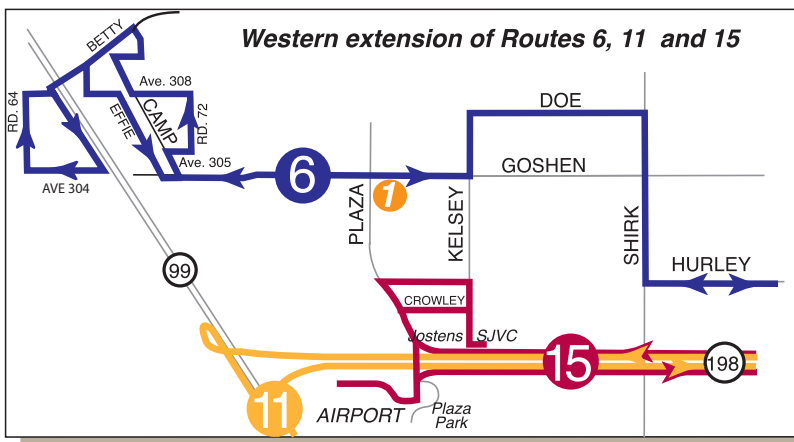 Western extension of Routes 6, 11 and 15
BETTY
Ave. 308
RD. 64
EFFIE
CAMP
RD. 72
DOE
Ave. 305
GOSHEN
6
AVE 304
1
PLAZA
KELSEY
SHIRK
HURLEY
99
CROWLEY
Jostens
SJVC
15
198
11
AIRPORT
Plaza
Park